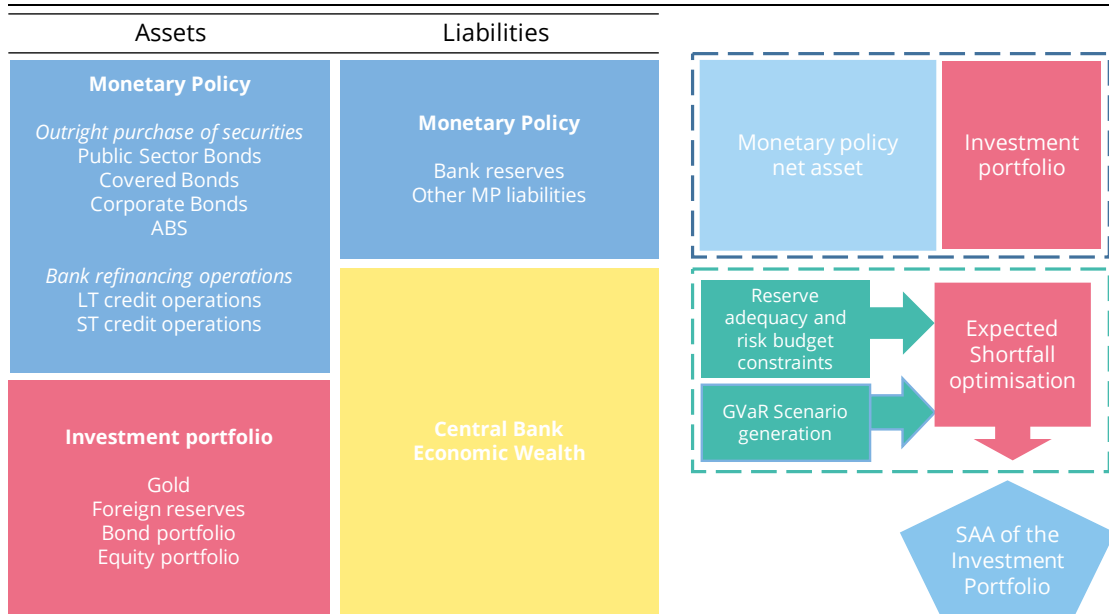 Assets
Liabilities
Monetary Policy
Outright purchase of securities
Public Sector Bonds
Covered Bonds
Corporate Bonds
ABS
Bank refinancing operations
LT credit operations
ST credit operations
Investment portfolio
Gold
Foreign reserves
Bond portfolio
Equity portfolio
Monetary Policy
Bank reserves
Other MP liabilities
Central Bank
Economic Wealth
Monetary policy
net asset
Investment
portfolio
Reserve
adequacy and
risk budget
constraints
GVaR Scenario
generation
Expected
Shortfall
optimisation
SAA of the
Investment
Portfolio